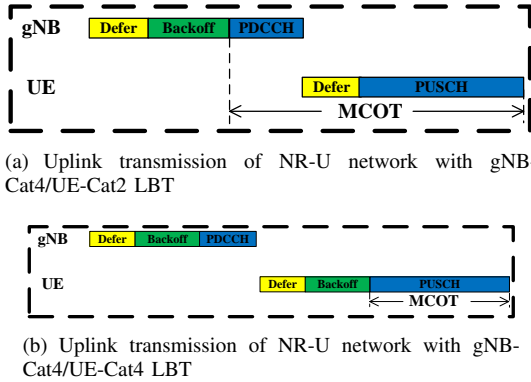 gNB Defer Backoff PDCCH
UE Defer PUSCH
MCOT
(a) Uplink transmission of NR-U network with gNB-
Cat4/UE-Cat2 LBT
gNB Defer Backoff PDCCH
UE Defer Backoff PUSCH
MCOT
(b) Uplink transmission of NR-U network with gNB-
Cat4/UE-Cat4 LBT